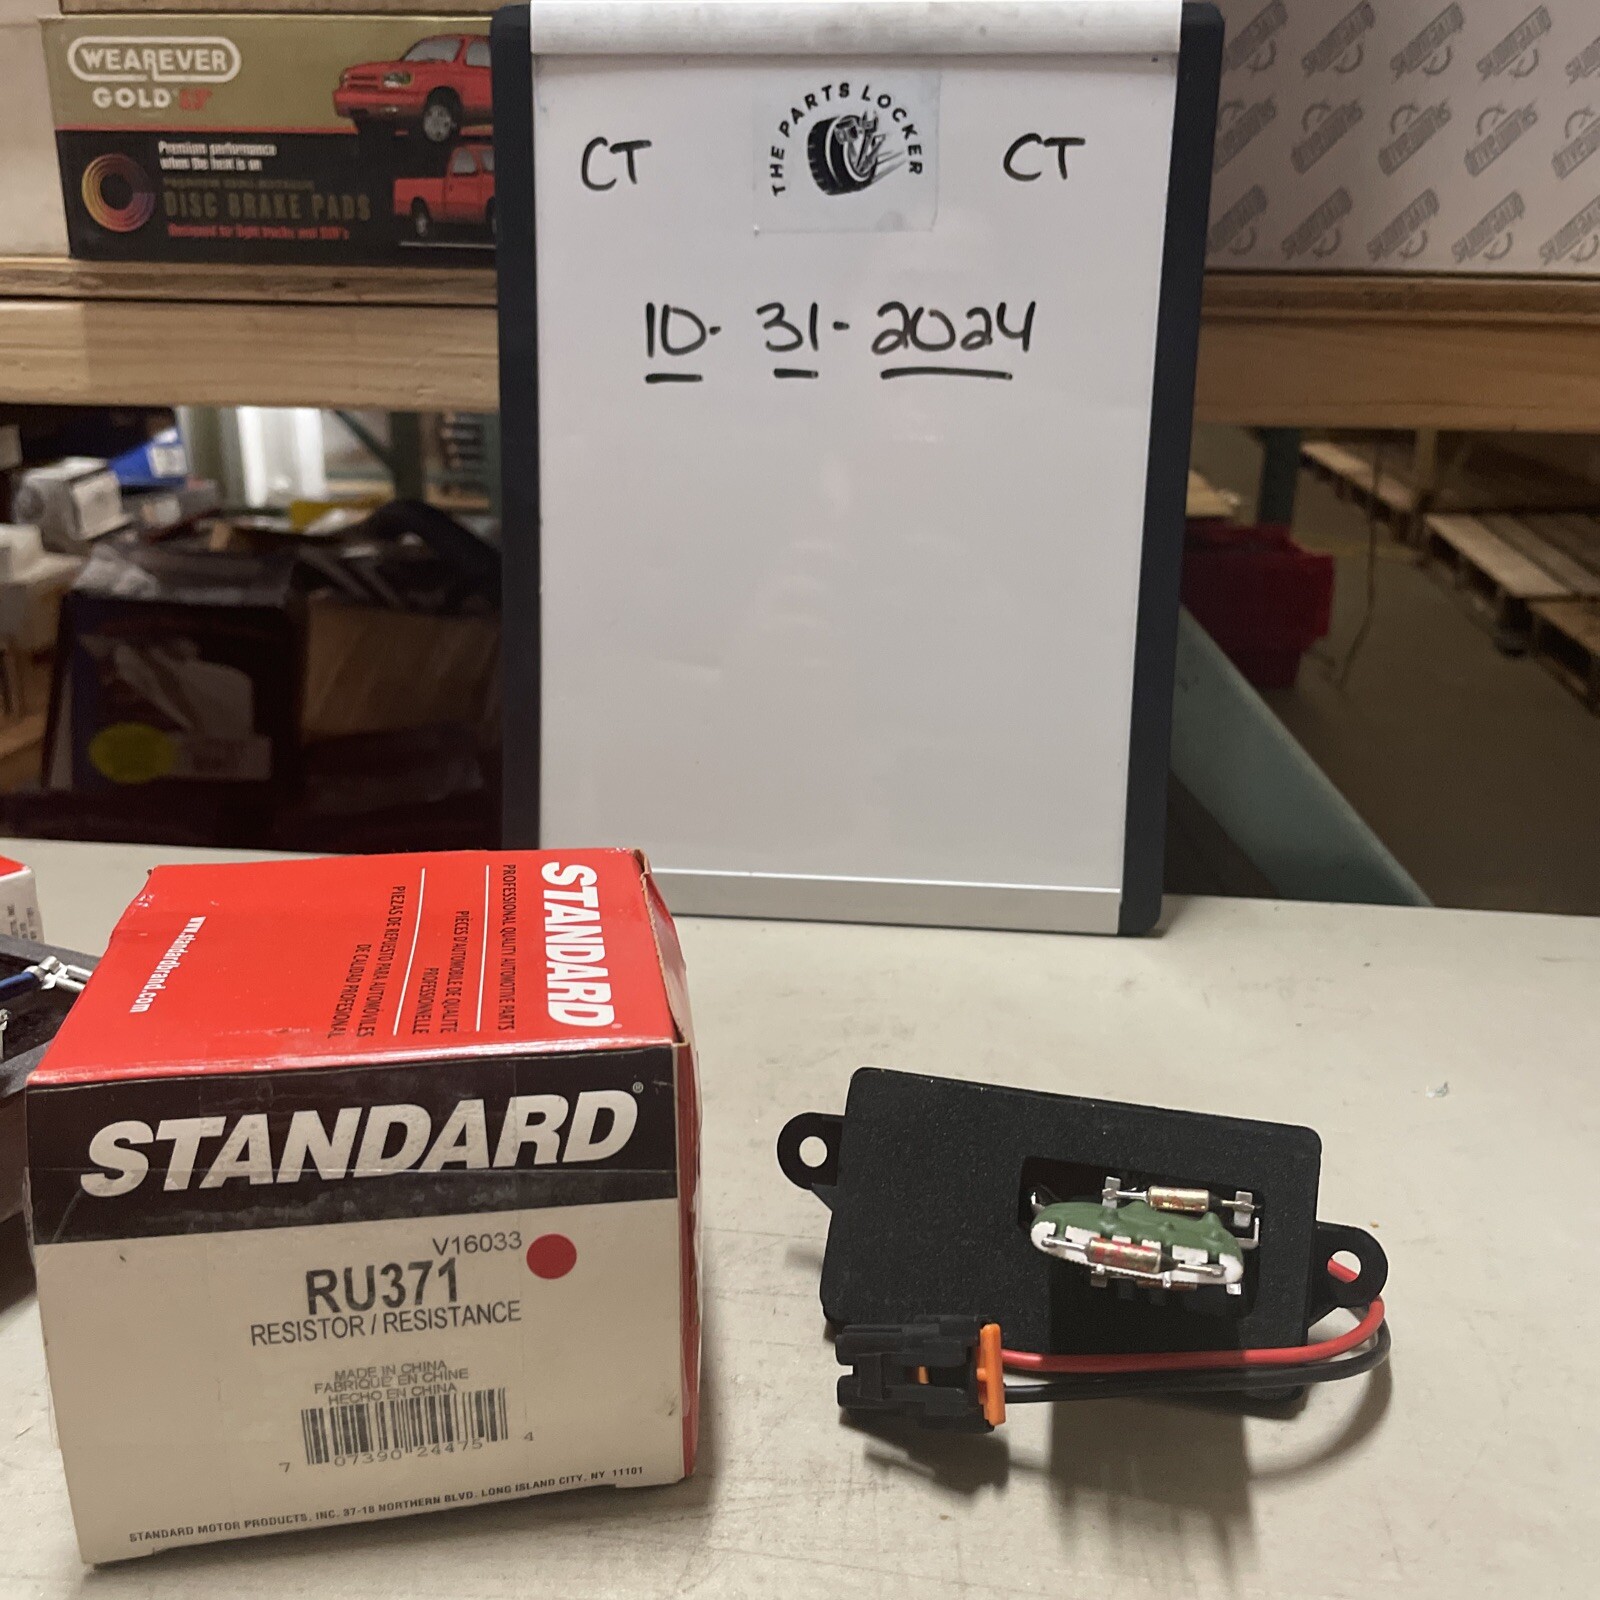 WEAREVER
GOLD
Premium performance
when the heat is on
DISC BRAKE PADS
Designed for light trucks and SUV's
THE PARTS LOCKER
CT
CT
10-31-2024
STANDARD®
PROFESSIONAL QUALITY AUTOMOTIVE PARTS
PIÈCES D'AUTOMOBILE DE QUALITÉ
PROFESSIONNELLE
PIEZAS DE REPUESTO PARA AUTOMÓVILES
DE CALIDAD PROFESIONAL
www.standardbrand.com
STANDARD®
V16033
RU371
RESISTOR / RESISTANCE
MADE IN CHINA
FABRIQUE EN CHINE
HECHO EN CHINA
7 07390 24475 4
STANDARD MOTOR PRODUCTS, INC. 37-18 NORTHERN BLVD. LONG ISLAND CITY, NY 11101